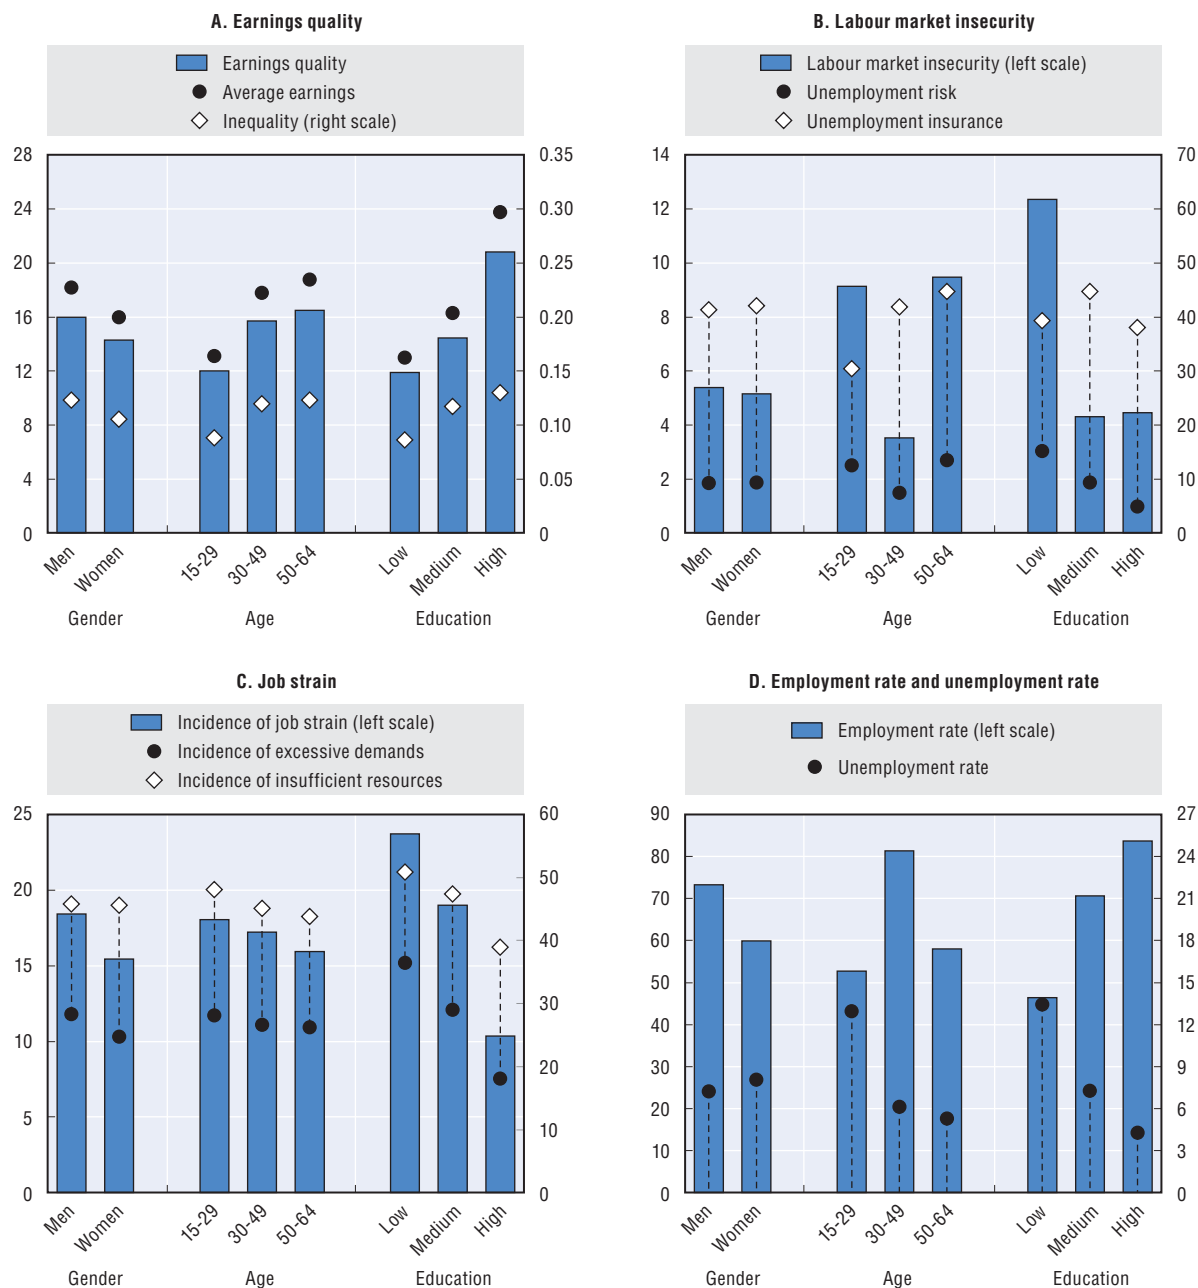 A. Earnings quality
Earnings quality
Average earnings
Inequality (right scale)
28 0.35
24 0.30
20 0.25
16 0.20
12 0.15
8 0.10
4 0.05
0 0
Men Women 15-29 30-49 50-64 Low Medium High
Gender Age Education
B. Labour market insecurity
Labour market insecurity (left scale)
Unemployment risk
Unemployment insurance
14 70
12 60
10 50
8 40
6 30
4 20
2 10
0 0
Men Women 15-29 30-49 50-64 Low Medium High
Gender Age Education
C. Job strain
Incidence of job strain (left scale)
Incidence of excessive demands
Incidence of insufficient resources
25 60
50
20
40
15
30
10
20
5
10
0 0
Men Women 15-29 30-49 50-64 Low Medium High
Gender Age Education
D. Employment rate and unemployment rate
Employment rate (left scale)
Unemployment rate
90 27
80 24
70 21
60 18
50 15
40 12
30 9
20 6
10 3
0 0
Men Women 15-29 30-49 50-64 Low Medium High
Gender Age Education